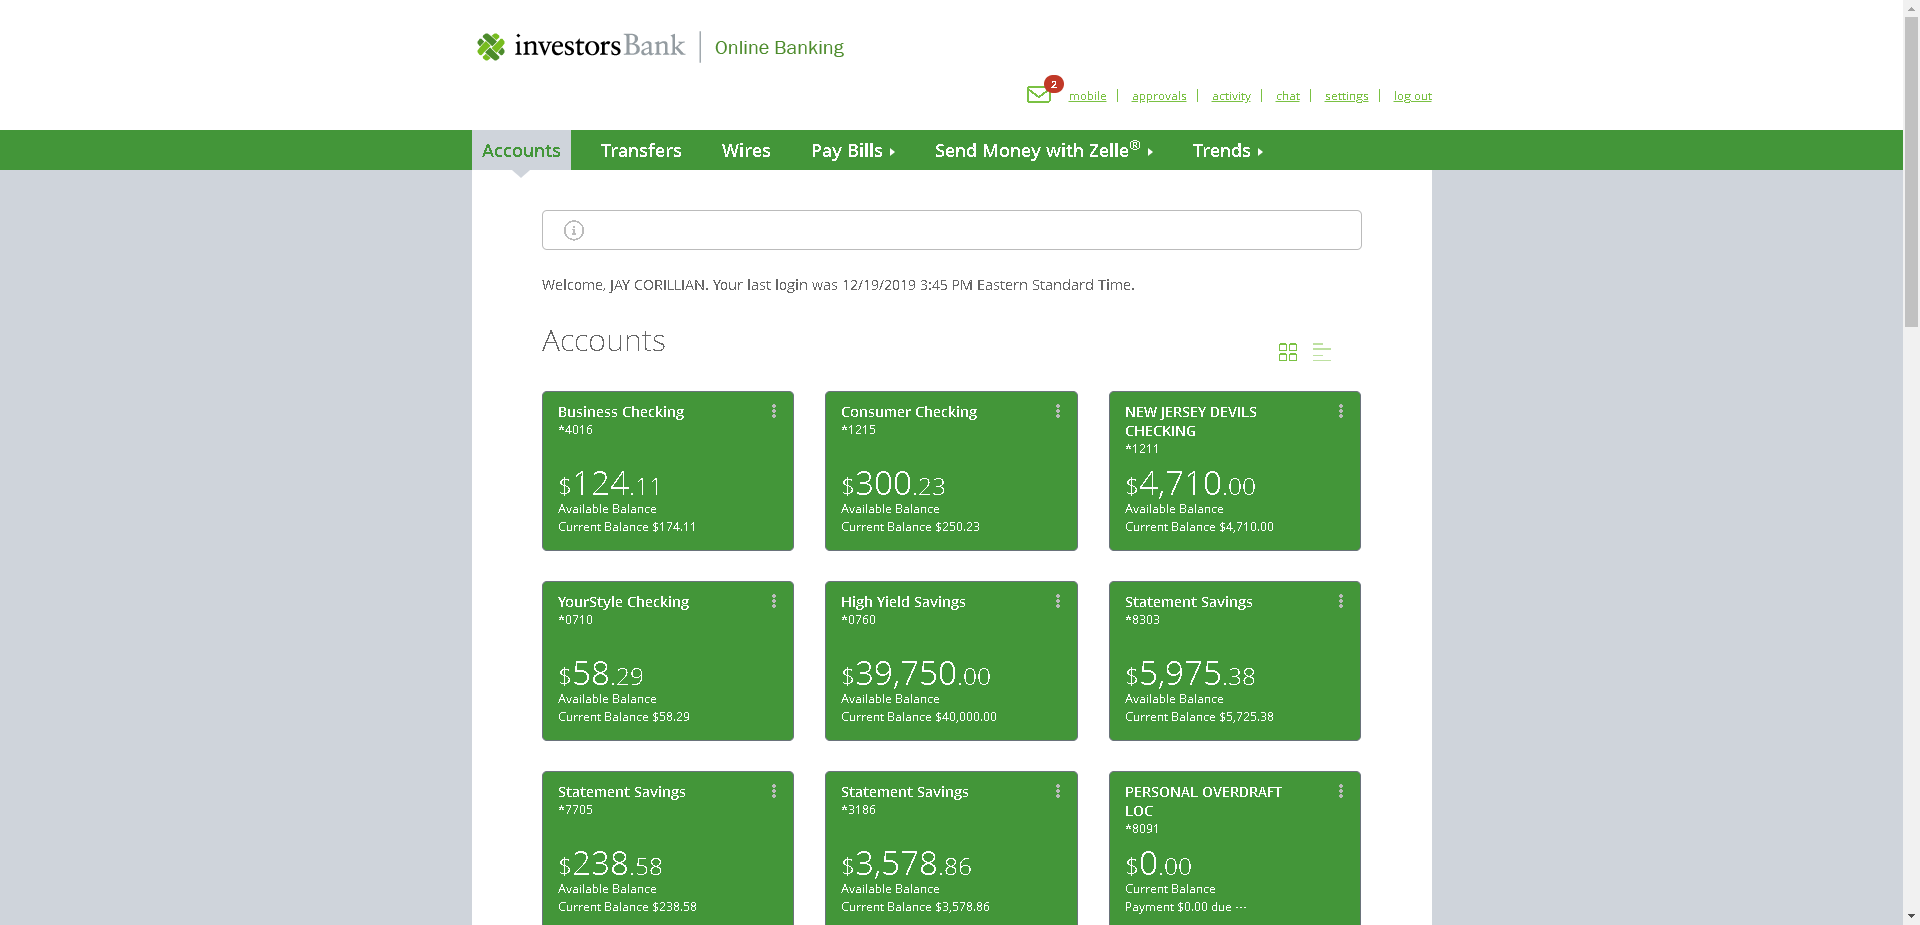 investorsBank Online Banking
2
mobile approvals activity chat settings log out
Accounts Transfers Wires Pay Bills Send Money with Zelle® Trends
Welcome, JAY CORILLIAN. Your last login was 12/19/2019 3:45 PM Eastern Standard Time.
Accounts
Business Checking
*4016
$124.11
Available Balance
Current Balance $174.11
Consumer Checking
*1215
$300.23
Available Balance
Current Balance $250.23
NEW JERSEY DEVILS
CHECKING
*1211
$4,710.00
Available Balance
Current Balance $4,710.00
YourStyle Checking
*0710
$58.29
Available Balance
Current Balance $58.29
High Yield Savings
*0760
$39,750.00
Available Balance
Current Balance $40,000.00
Statement Savings
*8303
$5,975.38
Available Balance
Current Balance $5,725.38
Statement Savings
*7705
$238.58
Available Balance
Current Balance $238.58
Statement Savings
*3186
$3,578.86
Available Balance
Current Balance $3,578.86
PERSONAL OVERDRAFT
LOC
*8091
$0.00
Current Balance
Payment $0.00 due ---